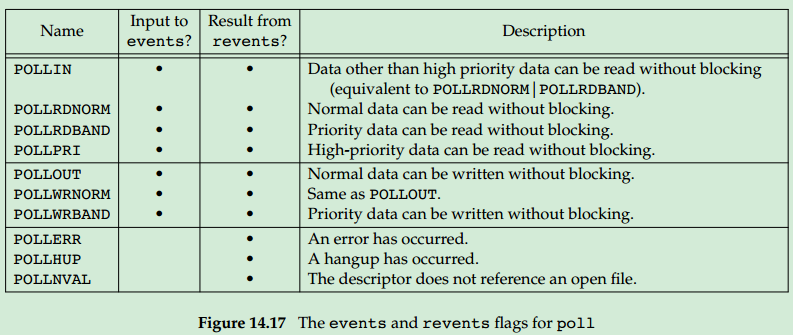 Name Input to events? Result from revents? Description
POLLIN • • Data other than high priority data can be read without blocking
(equivalent to POLLRDNORM|POLLRDBAND).
POLLRDNORM • • Normal data can be read without blocking.
POLLRDBAND • • Priority data can be read without blocking.
POLLPRI • • High-priority data can be read without blocking.
POLLOUT • • Normal data can be written without blocking.
POLLWRNORM • • Same as POLLOUT.
POLLWRBAND • • Priority data can be written without blocking.
POLLERR • An error has occurred.
POLLHUP • A hangup has occurred.
POLLNVAL • The descriptor does not reference an open file.
Figure 14.17 The events and revents flags for poll